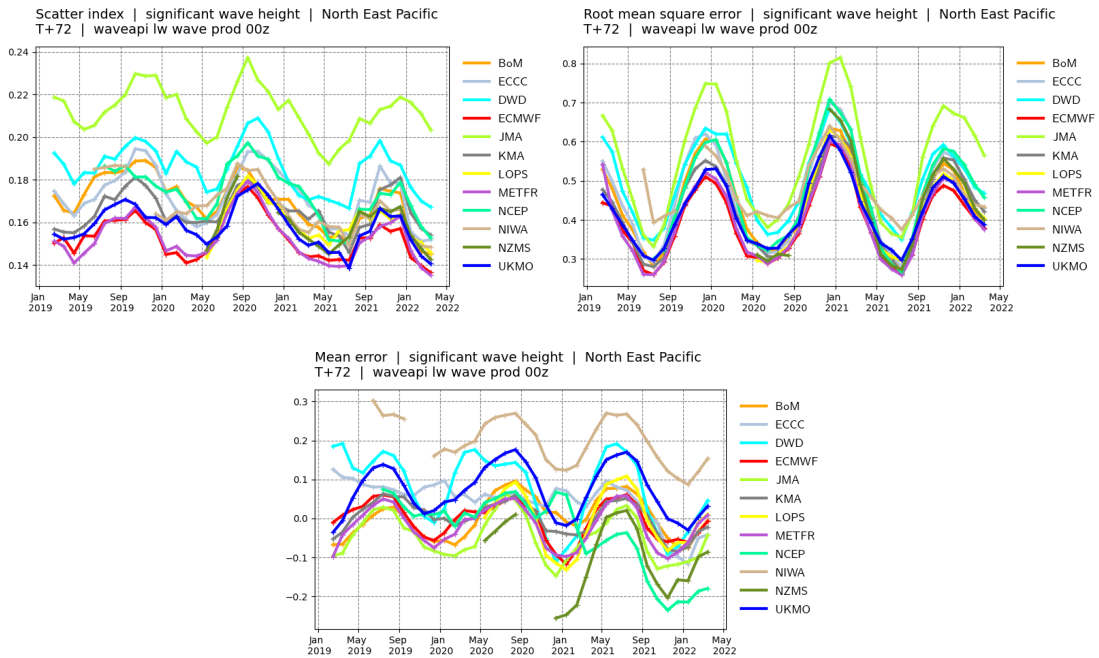 Scatter index | significant wave height | North East Pacific
T+72 | waveapi lw wave prod 00z
0.24
0.22
0.20
0.18
0.16
0.14
Jan 2019
May 2019
Sep 2019
Jan 2020
May 2020
Sep 2020
Jan 2021
May 2021
Sep 2021
Jan 2022
May 2022
BoM
ECCC
DWD
ECMWF
JMA
KMA
LOPS
METFR
NCEP
NIWA
NZMS
UKMO
Root mean square error | significant wave height | North East Pacific
T+72 | waveapi lw wave prod 00z
0.8
0.7
0.6
0.5
0.4
0.3
Jan 2019
May 2019
Sep 2019
Jan 2020
May 2020
Sep 2020
Jan 2021
May 2021
Sep 2021
Jan 2022
May 2022
BoM
ECCC
DWD
ECMWF
JMA
KMA
LOPS
METFR
NCEP
NIWA
NZMS
UKMO
Mean error | significant wave height | North East Pacific
T+72 | waveapi lw wave prod 00z
0.3
0.2
0.1
0.0
−0.1
−0.2
Jan 2019
May 2019
Sep 2019
Jan 2020
May 2020
Sep 2020
Jan 2021
May 2021
Sep 2021
Jan 2022
May 2022
BoM
ECCC
DWD
ECMWF
JMA
KMA
LOPS
METFR
NCEP
NIWA
NZMS
UKMO